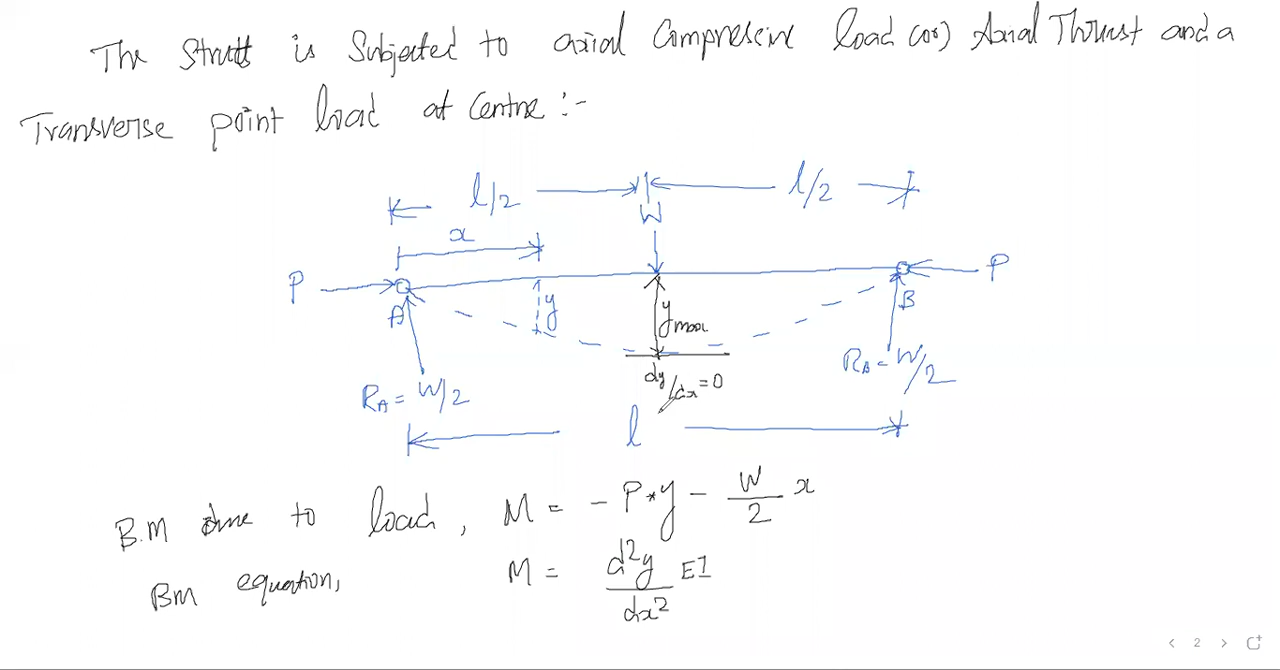 The Strutt is Subjected to axial Compressive load (or) Axial Thrust and a
Transverse point load at Centre :-
l/2 l/2
W
x
P P
A y B
ymax
dy/dx = 0
RA = W/2 RB = W/2
l
B.M due to load, M = - P*y - W/2 x
BM equation, M = d²y/dx² EI
< 2 >